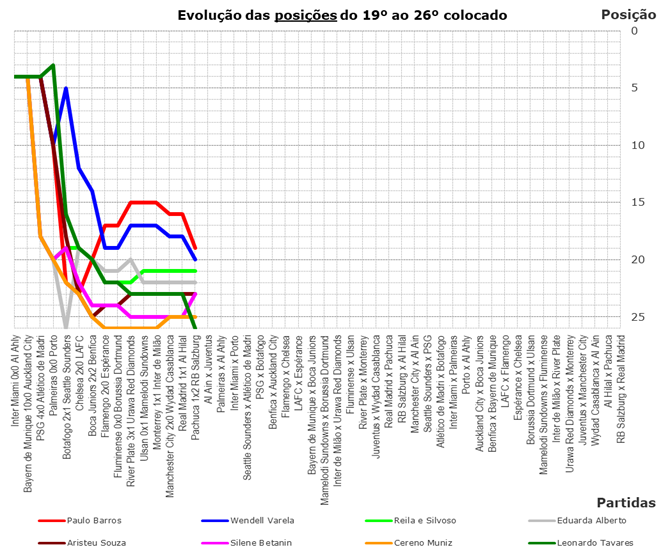 Evolução das posições do 19º ao 26º colocado
Posição
0
5
10
15
20
25
Inter Miami 0x0 Al Ahly
Bayern de Munique 10x0 Auckland City
PSG 4x0 Atlético de Madri
Palmeiras 0x0 Porto
Botafogo 2x1 Seattle Sounders
Chelsea 2x0 LAFC
Boca Juniors 2x2 Benfica
Flamengo 2x0 Espérance
Fluminense 0x0 Borussia Dortmund
River Plate 3x1 Urawa Red Diamonds
Ulsan 0x1 Mamelodi Sundowns
Monterrey 1x1 Inter de Milão
Manchester City 2x0 Wydad Casablanca
Real Madrid 1x1 Al Hilal
Pachuca 1x2 RB Salzburg
Al Ain x Juventus
Palmeiras x Al Ahly
Inter Miami x Porto
Seattle Sounders x Atlético de Madri
PSG x Botafogo
Benfica x Auckland City
Flamengo x Chelsea
LAFC x Espérance
Bayern de Munique x Boca Juniors
Mamelodi Sundowns x Borussia Dortmund
Inter de Milão x Urawa Red Diamonds
Fluminense x Ulsan
River Plate x Monterrey
Juventus x Wydad Casablanca
Real Madrid x Pachuca
RB Salzburg x Al Hilal
Manchester City x Al Ain
Seattle Sounders x PSG
Atlético de Madri x Botafogo
Inter Miami x Palmeiras
Porto x Al Ahly
Auckland City x Boca Juniors
Benfica x Bayern de Munique
LAFC x Flamengo
Espérance x Chelsea
Borussia Dortmund x Ulsan
Mamelodi Sundowns x Fluminense
Inter de Milão x River Plate
Urawa Red Diamonds x Monterrey
Juventus x Manchester City
Wydad Casablanca x Al Ain
Al Hilal x Pachuca
RB Salzburg x Real Madrid
Partidas
Paulo Barros
Wendell Varela
Reila e Silvoso
Eduarda Alberto
Aristeu Souza
Silene Betanin
Cereno Muniz
Leonardo Tavares